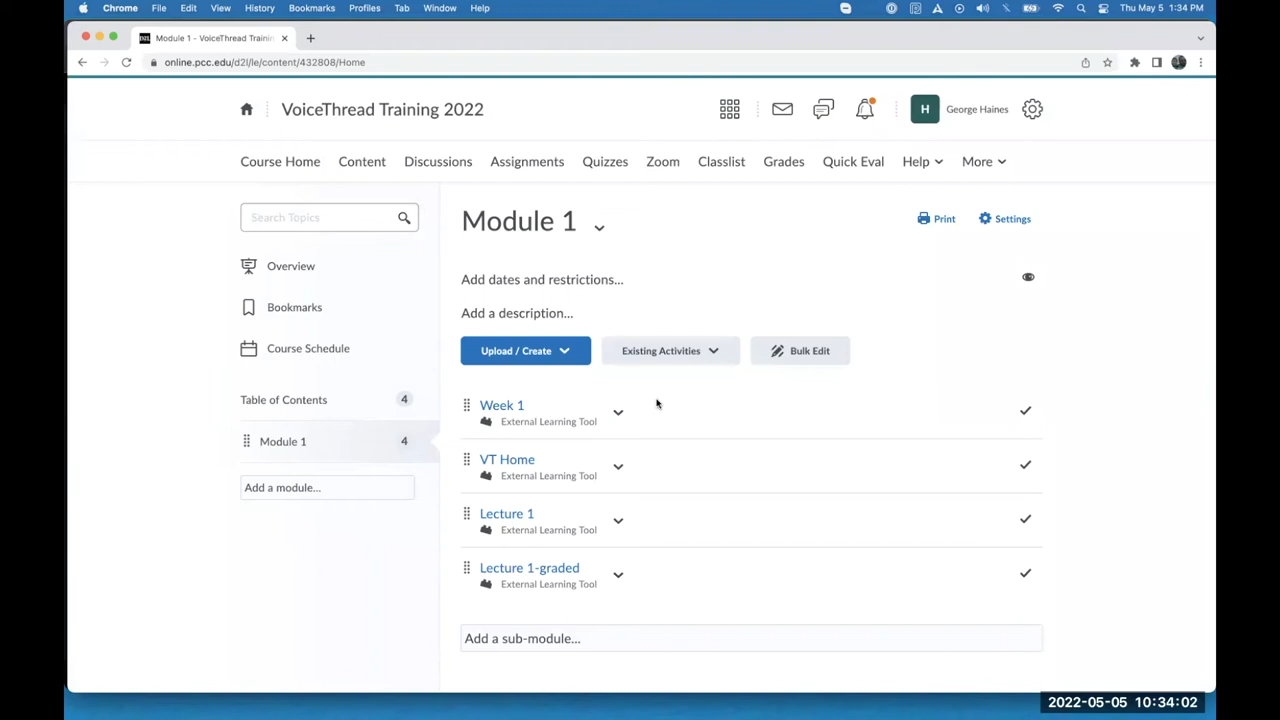 Chrome File Edit View History Bookmarks Profiles Tab Window Help Thu May 5 1:34 PM
D2L Module 1 - VoiceThread Trainin
online.pcc.edu/d2l/le/content/432808/Home
VoiceThread Training 2022 H George Haines
Course Home Content Discussions Assignments Quizzes Zoom Classlist Grades Quick Eval Help More
Search Topics
Overview
Bookmarks
Course Schedule
Table of Contents 4
Module 1 4
Add a module...
Module 1
Print Settings
Add dates and restrictions...
Add a description...
Upload / Create Existing Activities Bulk Edit
Week 1
External Learning Tool
VT Home
External Learning Tool
Lecture 1
External Learning Tool
Lecture 1-graded
External Learning Tool
Add a sub-module...
2022-05-05 10:34:02